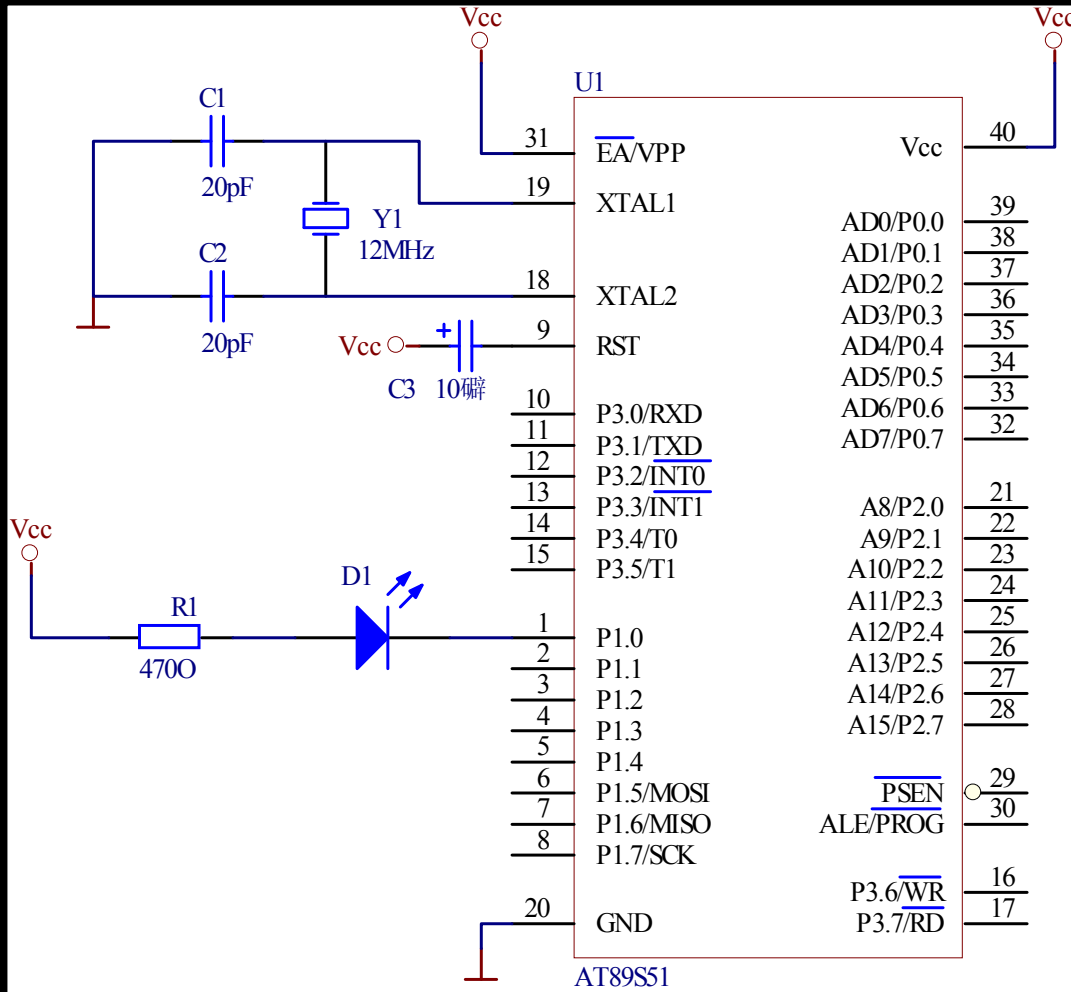 Vcc
Vcc
U1
C1
20pF
Y1
12MHz
C2
20pF
Vcc
C3 10礔
Vcc
R1
470O
D1
31 EA/VPP
19 XTAL1
18 XTAL2
9 RST
10 P3.0/RXD
11 P3.1/TXD
12 P3.2/INT0
13 P3.3/INT1
14 P3.4/T0
15 P3.5/T1
1 P1.0
2 P1.1
3 P1.2
4 P1.3
5 P1.4
6 P1.5/MOSI
7 P1.6/MISO
8 P1.7/SCK
20 GND
Vcc 40
AD0/P0.0 39
AD1/P0.1 38
AD2/P0.2 37
AD3/P0.3 36
AD4/P0.4 35
AD5/P0.5 34
AD6/P0.6 33
AD7/P0.7 32
A8/P2.0 21
A9/P2.1 22
A10/P2.2 23
A11/P2.3 24
A12/P2.4 25
A13/P2.5 26
A14/P2.6 27
A15/P2.7 28
PSEN 29
ALE/PROG 30
P3.6/WR 16
P3.7/RD 17
AT89S51